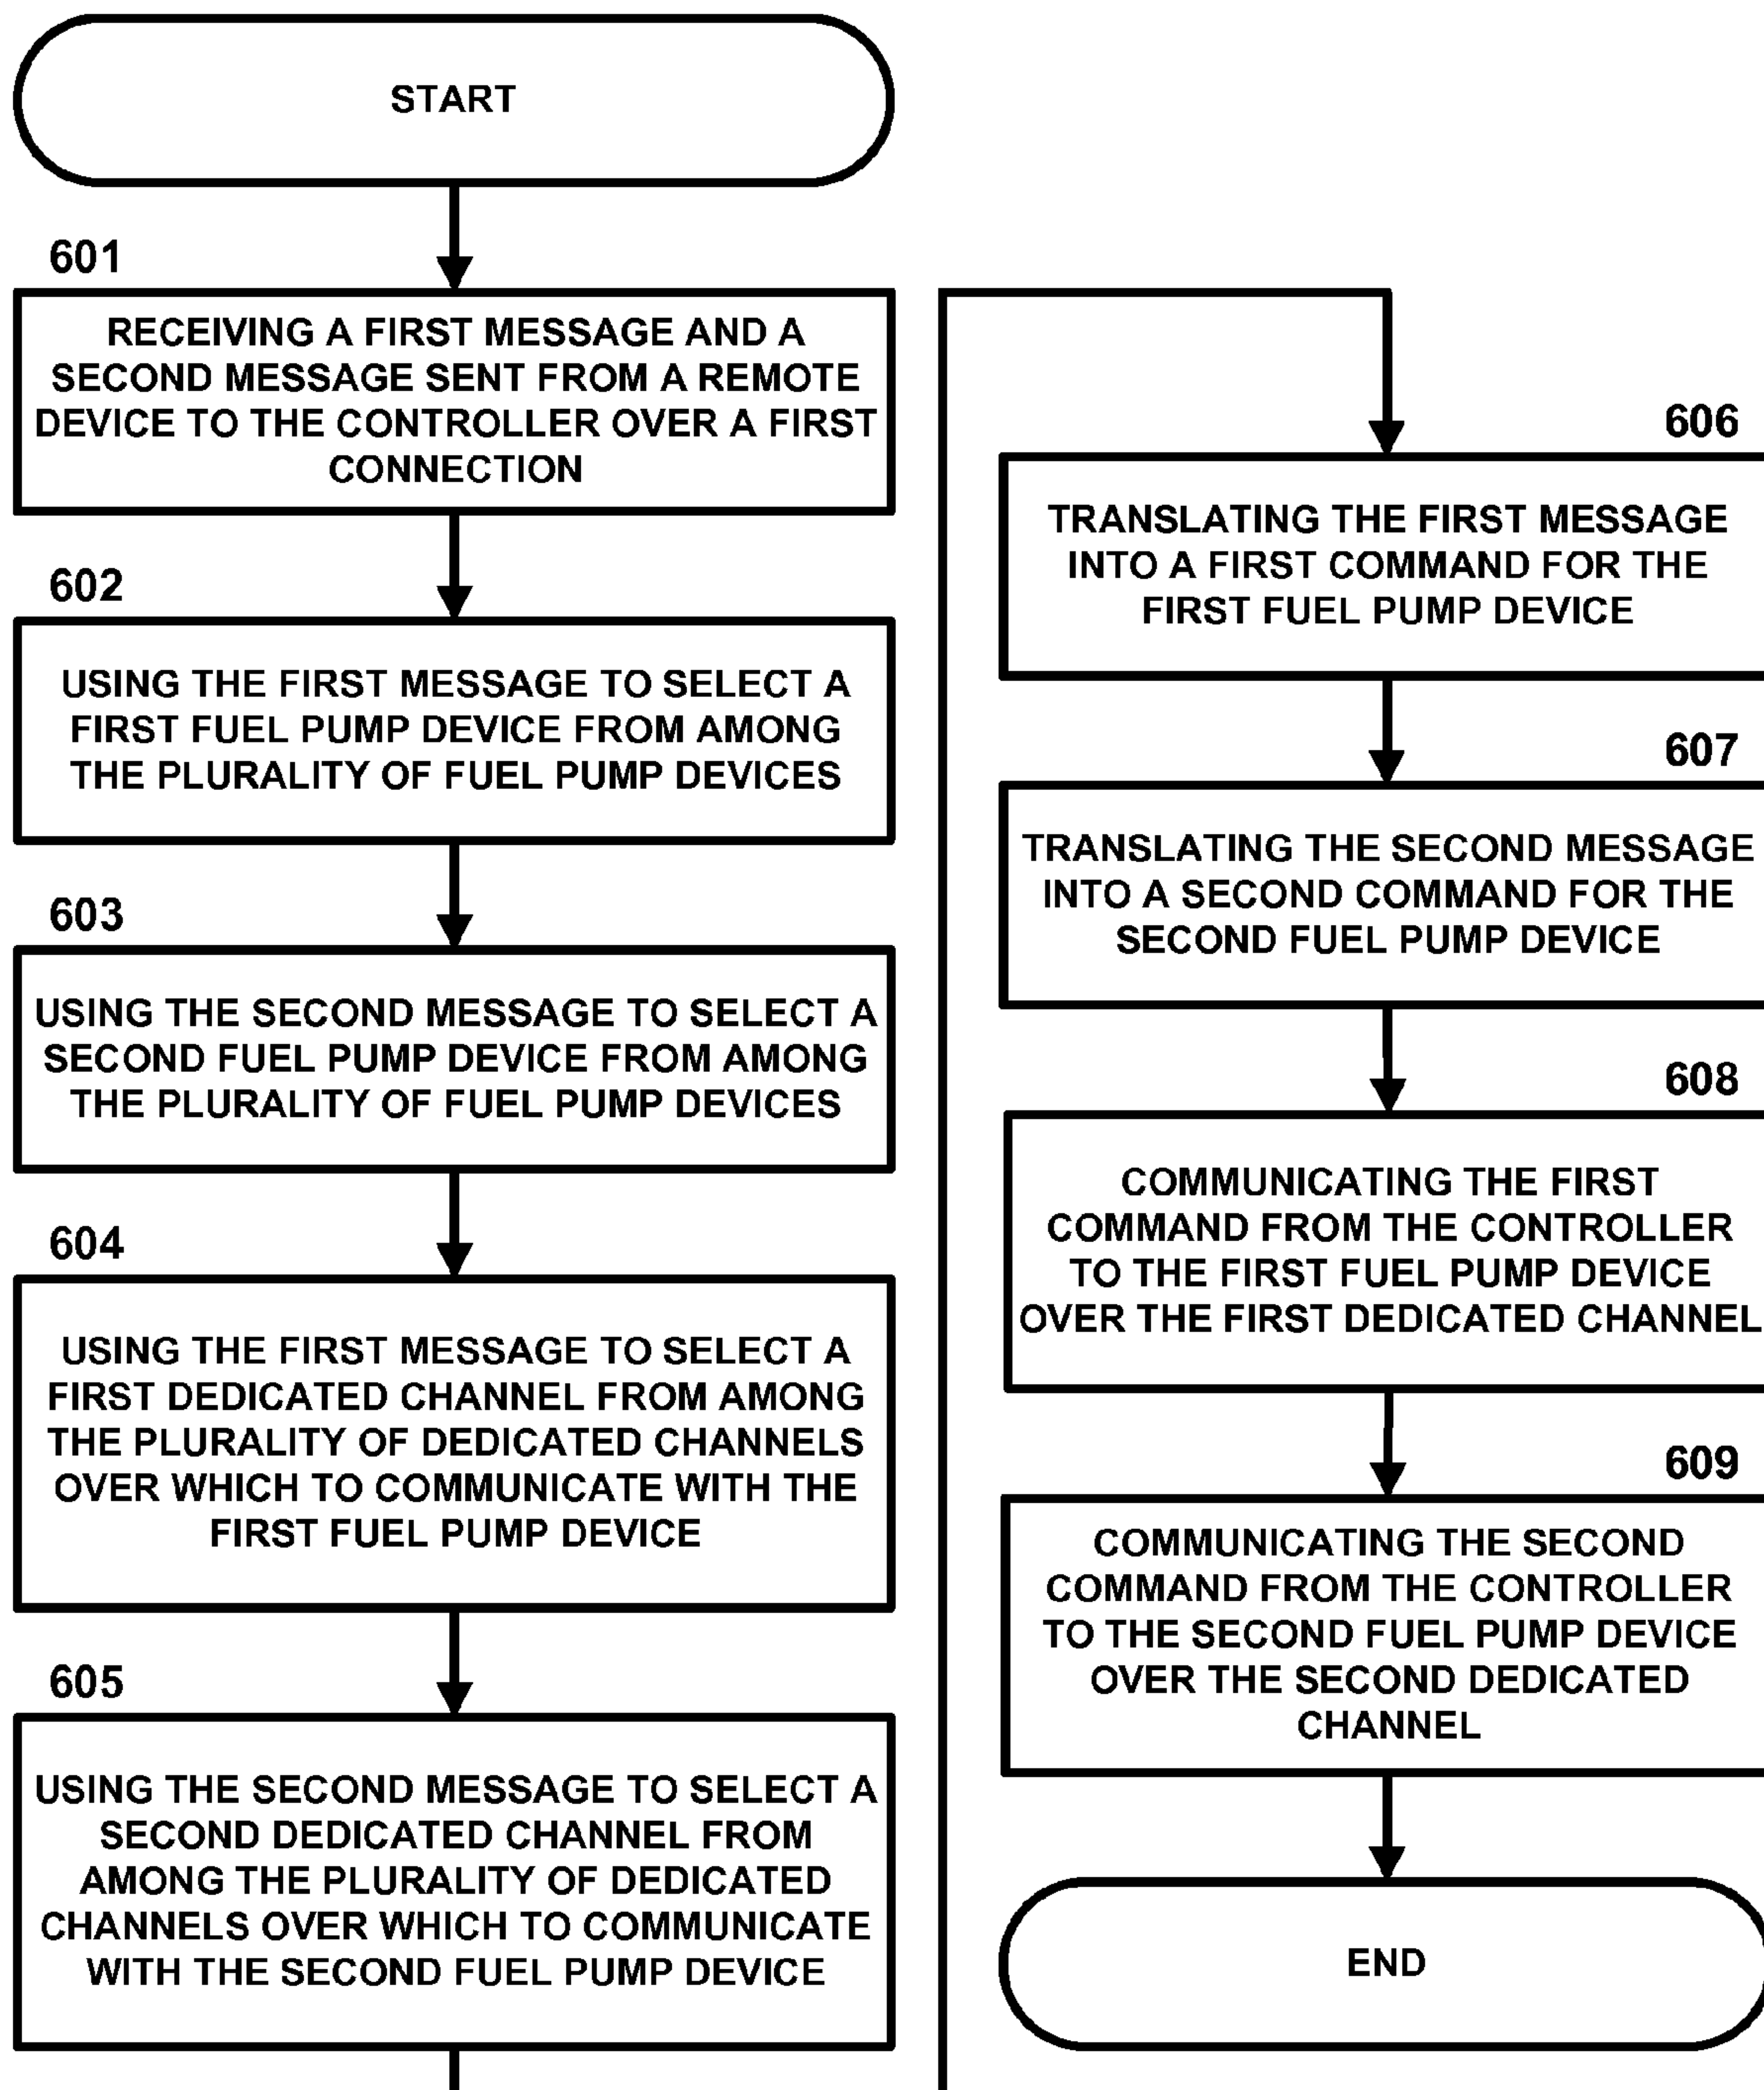 START
601
RECEIVING A FIRST MESSAGE AND A
SECOND MESSAGE SENT FROM A REMOTE
DEVICE TO THE CONTROLLER OVER A FIRST
CONNECTION
602
USING THE FIRST MESSAGE TO SELECT A
FIRST FUEL PUMP DEVICE FROM AMONG
THE PLURALITY OF FUEL PUMP DEVICES
603
USING THE SECOND MESSAGE TO SELECT A
SECOND FUEL PUMP DEVICE FROM AMONG
THE PLURALITY OF FUEL PUMP DEVICES
604
USING THE FIRST MESSAGE TO SELECT A
FIRST DEDICATED CHANNEL FROM AMONG
THE PLURALITY OF DEDICATED CHANNELS
OVER WHICH TO COMMUNICATE WITH THE
FIRST FUEL PUMP DEVICE
605
USING THE SECOND MESSAGE TO SELECT A
SECOND DEDICATED CHANNEL FROM
AMONG THE PLURALITY OF DEDICATED
CHANNELS OVER WHICH TO COMMUNICATE
WITH THE SECOND FUEL PUMP DEVICE
606
TRANSLATING THE FIRST MESSAGE
INTO A FIRST COMMAND FOR THE
FIRST FUEL PUMP DEVICE
607
TRANSLATING THE SECOND MESSAGE
INTO A SECOND COMMAND FOR THE
SECOND FUEL PUMP DEVICE
608
COMMUNICATING THE FIRST
COMMAND FROM THE CONTROLLER
TO THE FIRST FUEL PUMP DEVICE
OVER THE FIRST DEDICATED CHANNEL
609
COMMUNICATING THE SECOND
COMMAND FROM THE CONTROLLER
TO THE SECOND FUEL PUMP DEVICE
OVER THE SECOND DEDICATED
CHANNEL
END